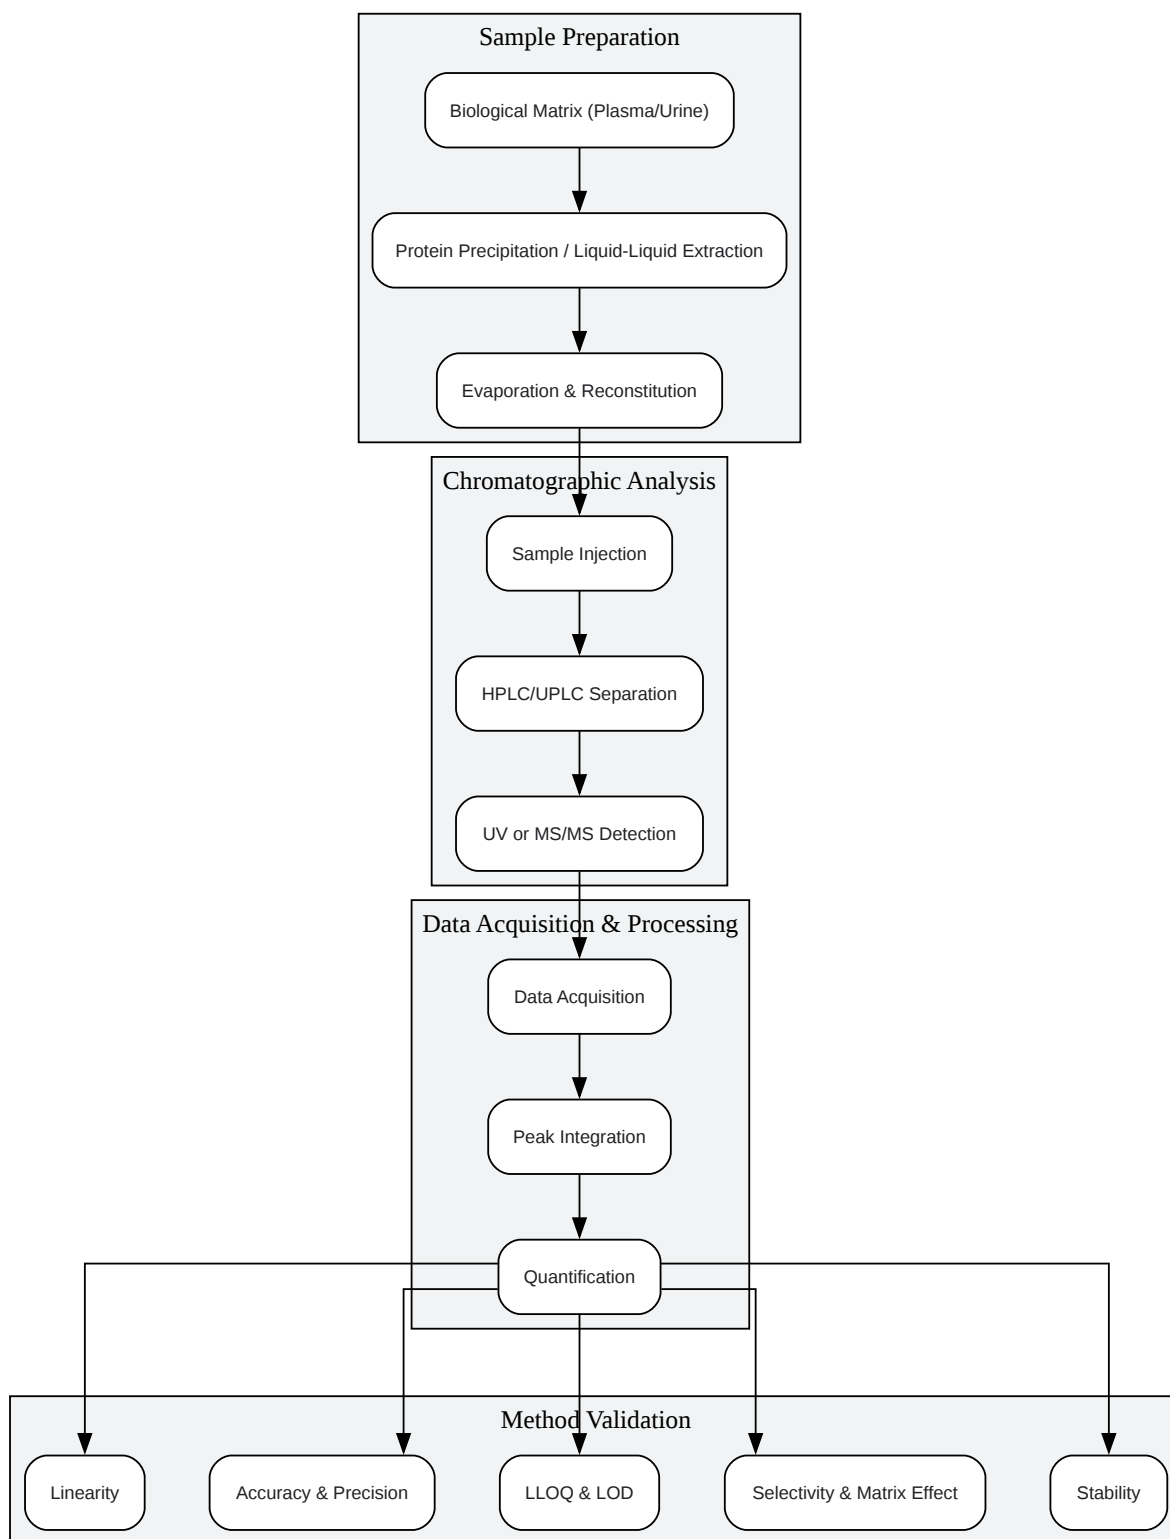 Sample Preparation
Biological Matrix (Plasma/Urine)
Protein Precipitation / Liquid-Liquid Extraction
Evaporation & Reconstitution
Chromatographic Analysis
Sample Injection
HPLC/UPLC Separation
UV or MS/MS Detection
Data Acquisition & Processing
Data Acquisition
Peak Integration
Quantification
Method Validation
Linearity
Accuracy & Precision
LLOQ & LOD
Selectivity & Matrix Effect
Stability